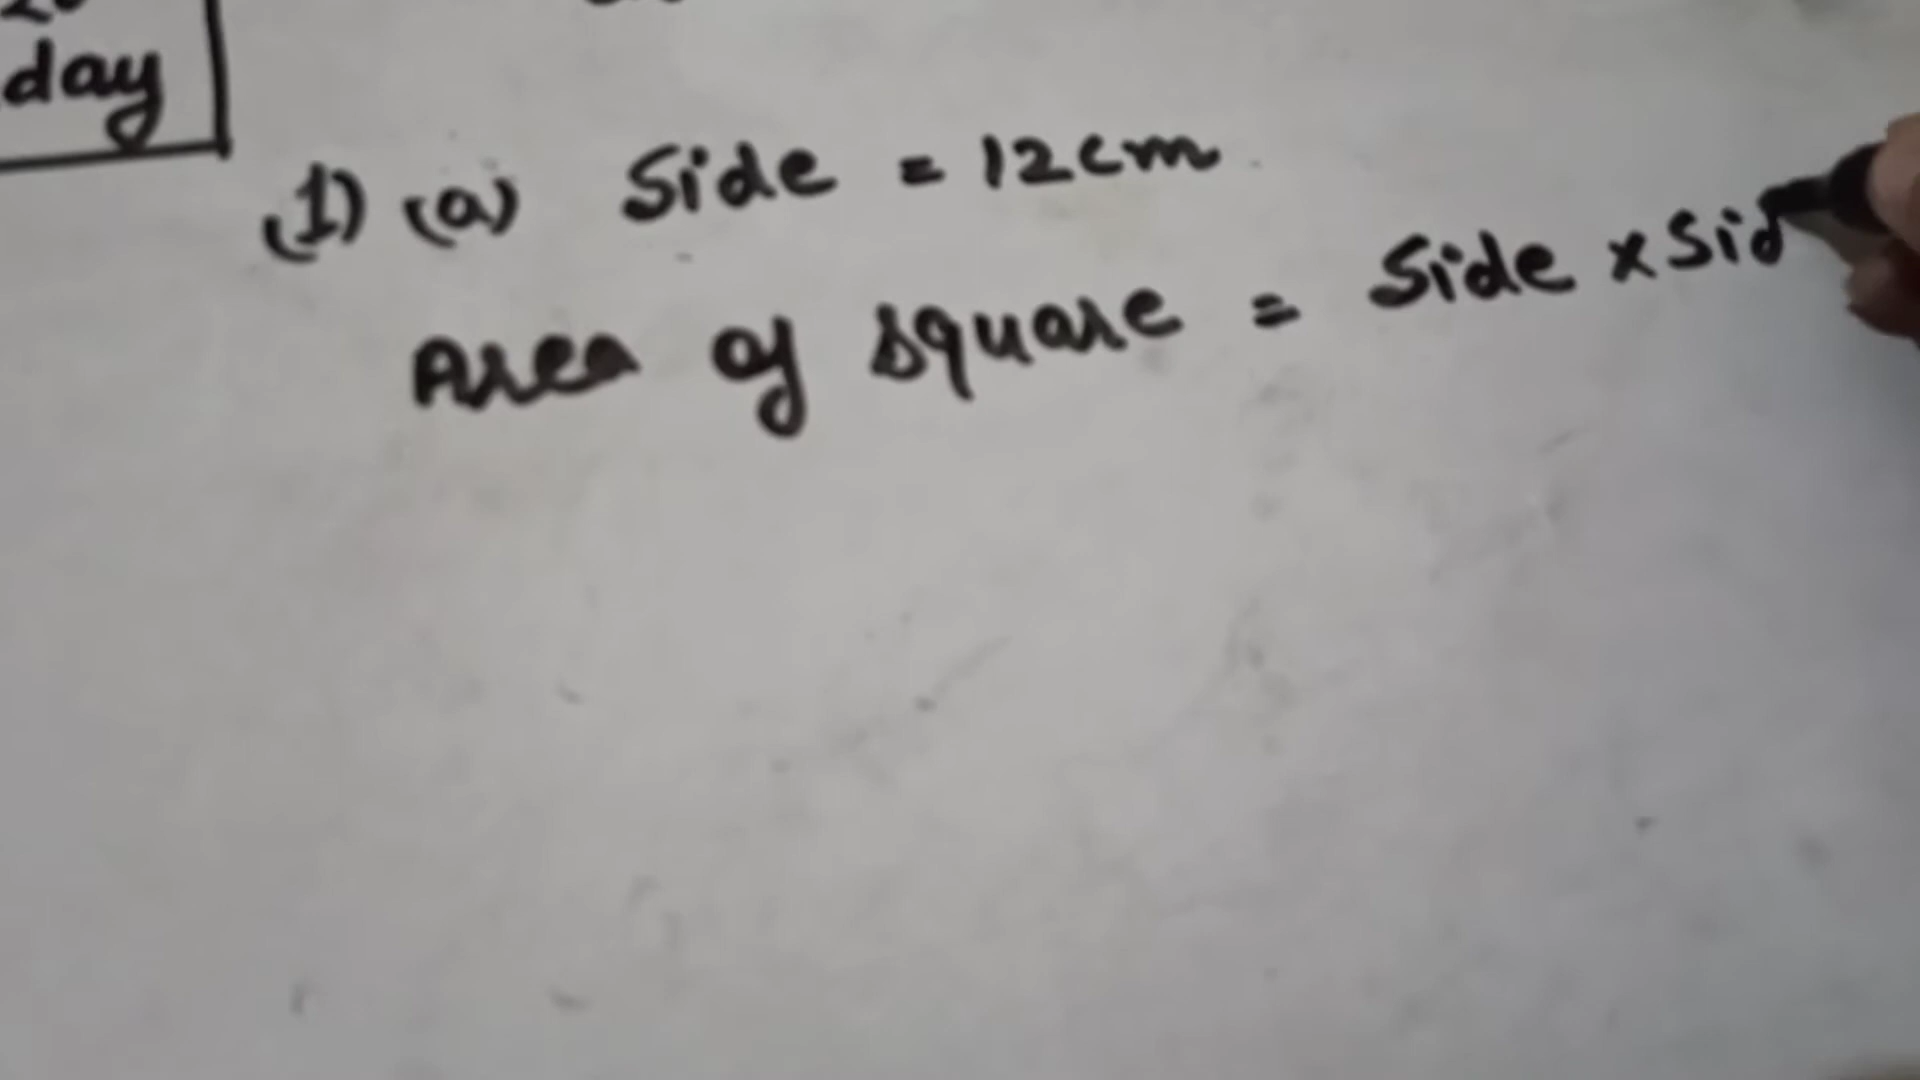 day
(1) (a) Side = 12cm
Area of square = Side x Sid